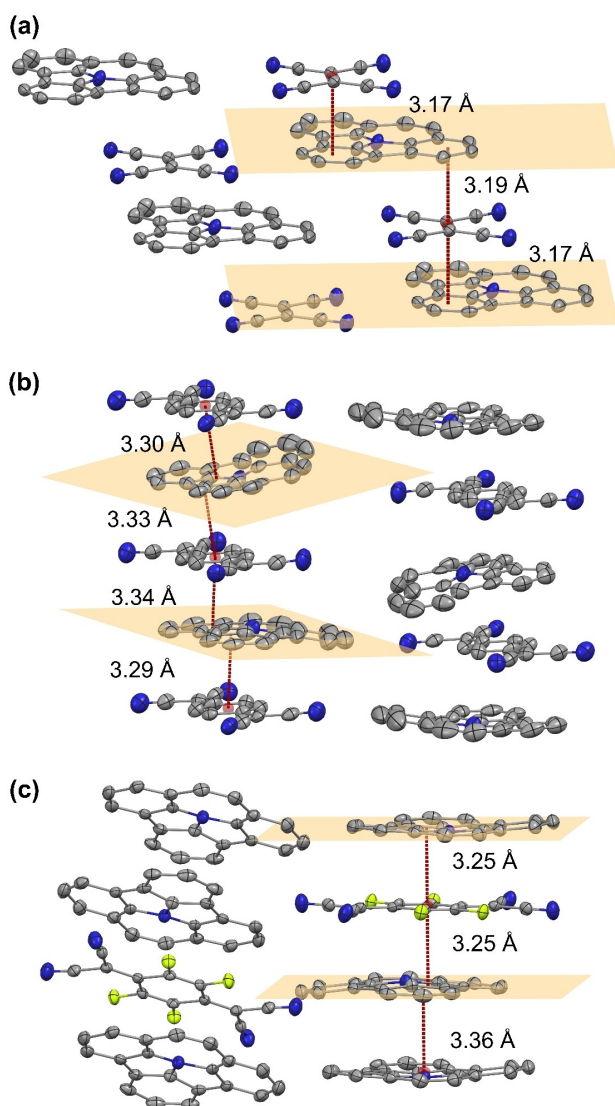 (a)
3.17 Å
3.19 Å
3.17 Å
(b)
3.30 Å
3.33 Å
3.34 Å
3.29 Å
(c)
3.25 Å
3.25 Å
3.36 Å